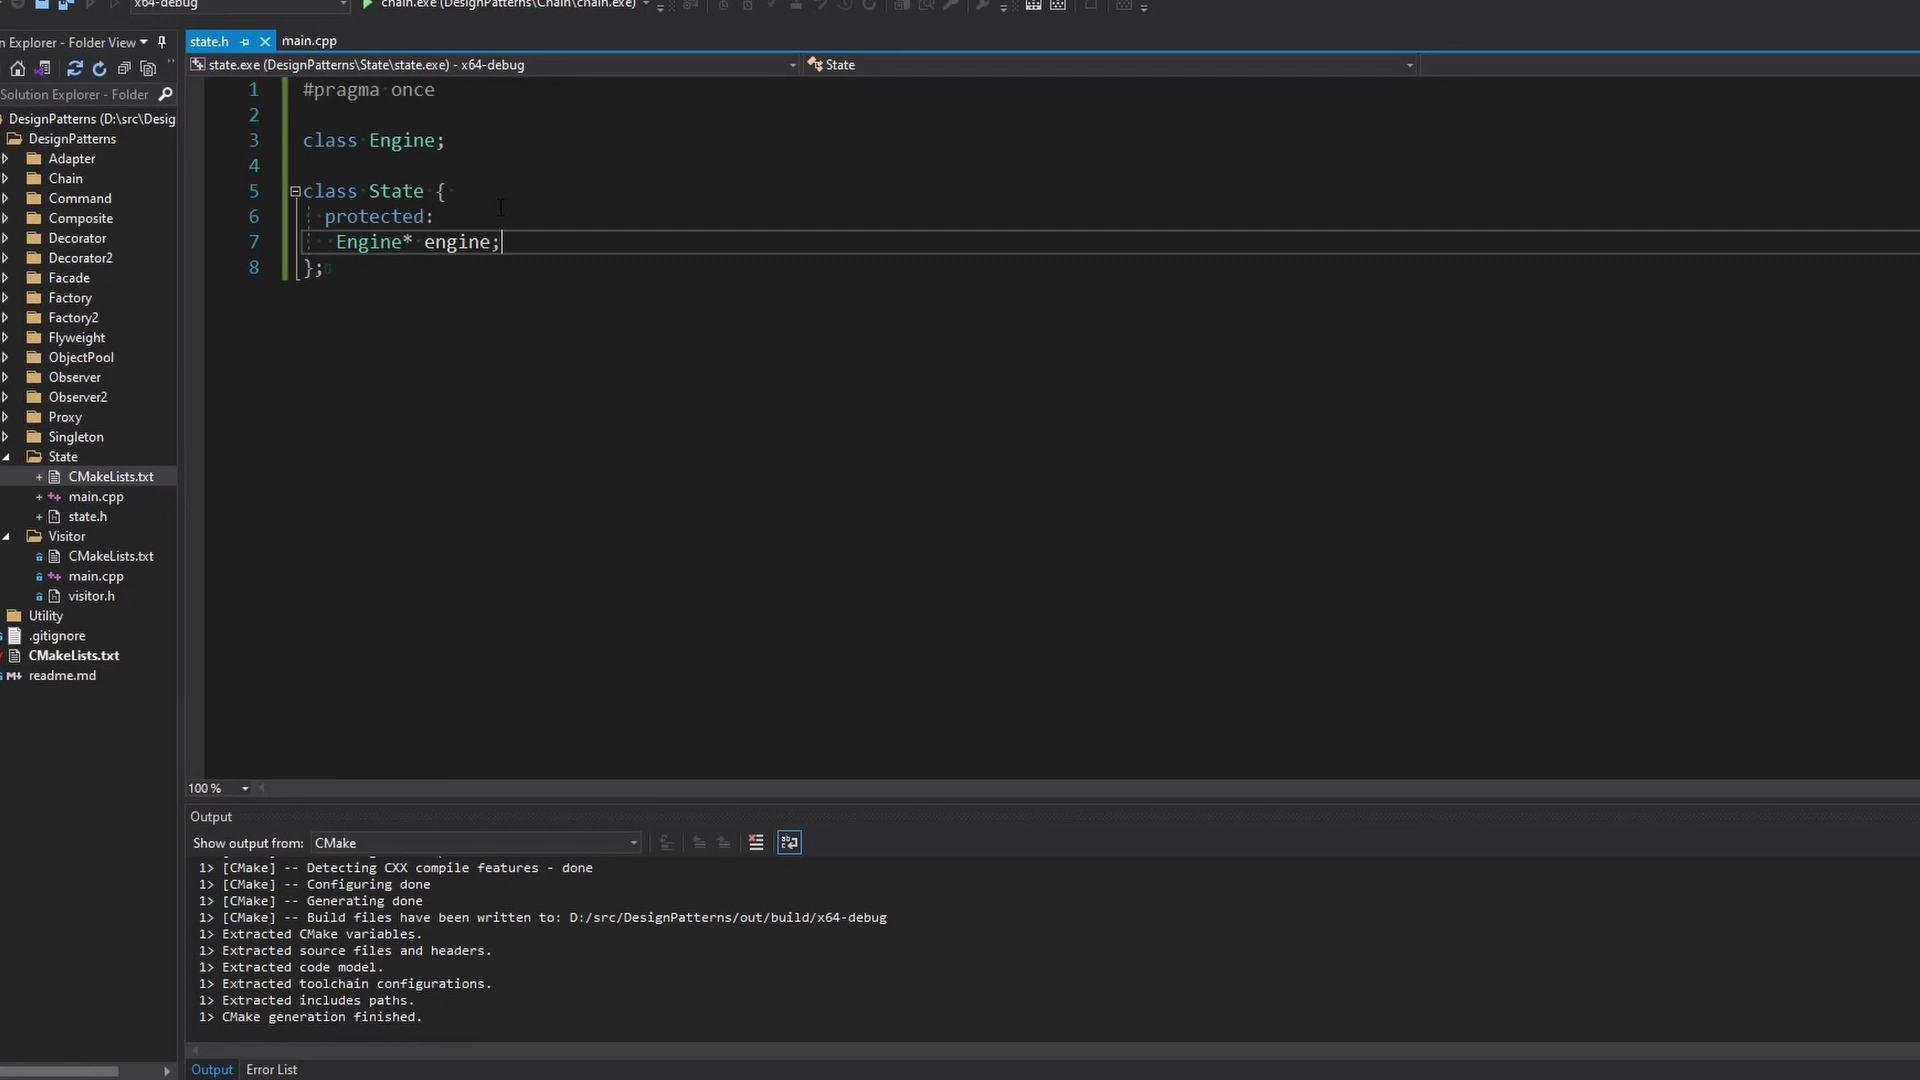 x64-debug
chain.exe (DesignPatterns\Chain\chain.exe)
n Explorer - Folder View
state.h
main.cpp
state.exe (DesignPatterns\State\state.exe) - x64-debug
State
Solution Explorer - Folder
DesignPatterns (D:\src\Desig
DesignPatterns
Adapter
Chain
Command
Composite
Decorator
Decorator2
Facade
Factory
Factory2
Flyweight
ObjectPool
Observer
Observer2
Proxy
Singleton
State
CMakeLists.txt
main.cpp
state.h
Visitor
CMakeLists.txt
main.cpp
visitor.h
Utility
.gitignore
CMakeLists.txt
readme.md
1 #pragma once
2
3 class Engine;
4
5 class State {
6 protected:
7 Engine* engine;
8 };
100 %
Output
Show output from: CMake
1> [CMake] -- Detecting CXX compile features - done
1> [CMake] -- Configuring done
1> [CMake] -- Generating done
1> [CMake] -- Build files have been written to: D:/src/DesignPatterns/out/build/x64-debug
1> Extracted CMake variables.
1> Extracted source files and headers.
1> Extracted code model.
1> Extracted toolchain configurations.
1> Extracted includes paths.
1> CMake generation finished.
Output
Error List